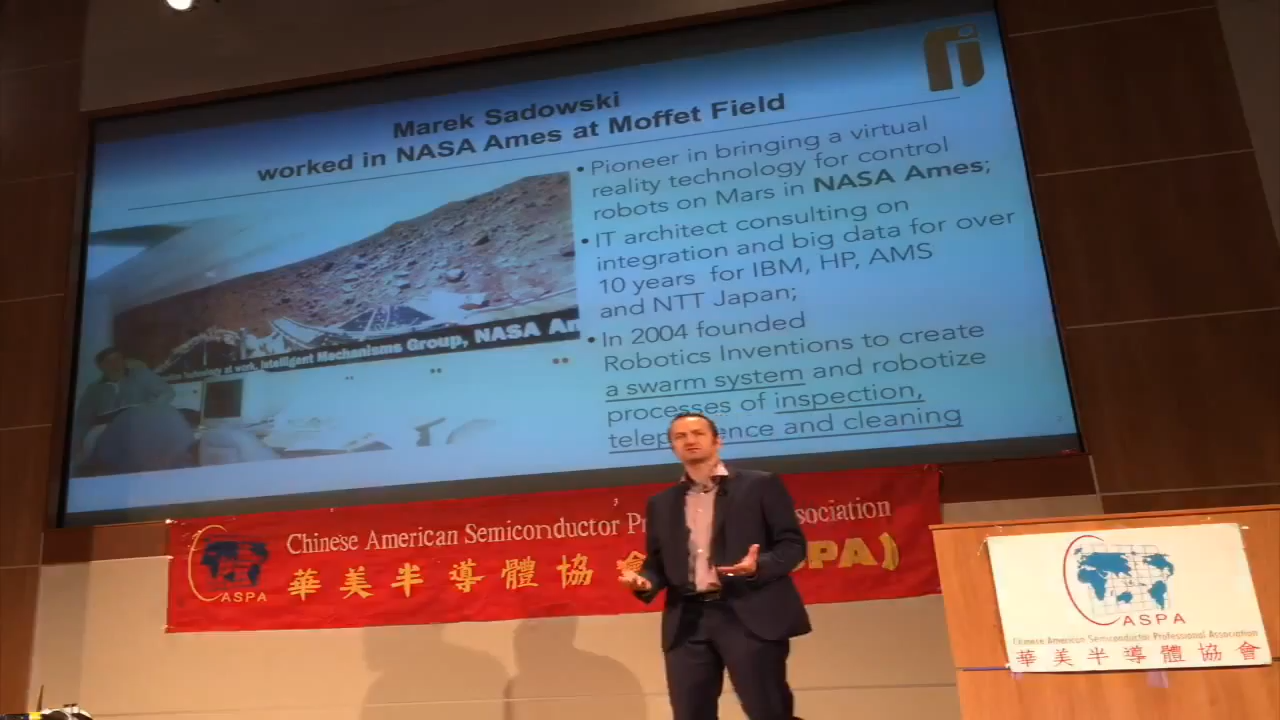 Marek Sadowski
worked in NASA Ames at Moffet Field
• Pioneer in bringing a virtual
reality technology for control
robots on Mars in NASA Ames;
• IT architect consulting on
integration and big data for over
10 years for IBM, HP, AMS
and NTT Japan;
• In 2004 founded
Robotics Inventions to create
a swarm system and robotize
processes of inspection,
and cleaning
at work, Intelligent Mechanisms Group, NASA
Chinese American Semiconductor
華美半導體協
CASPA
CASPA
Chinese American Semiconductor Professional Association
華美半導體協會